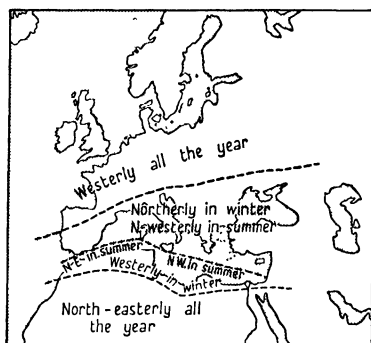 Westerly all the year
Northerly in winter
N-westerly in summer
N-E-in summer
N W. in summer
Westerly-in winter
North-easterly all
the year